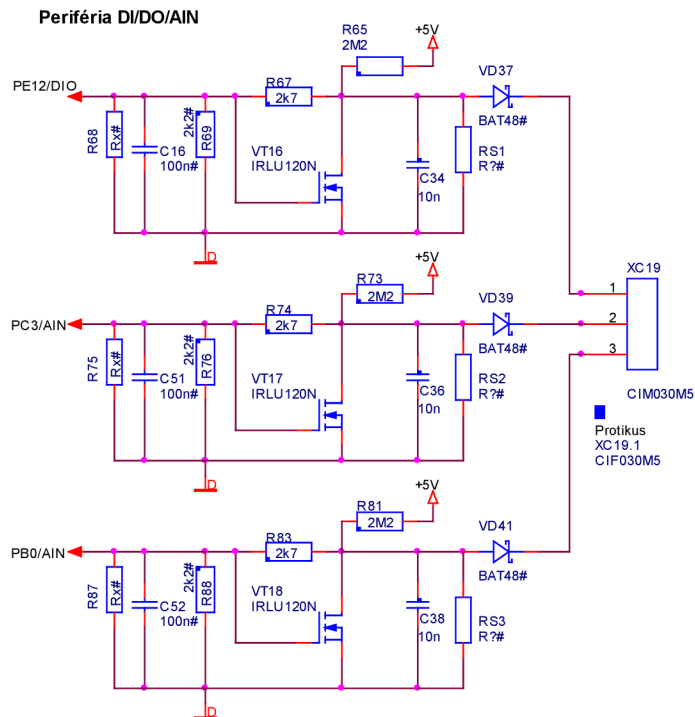 Periféria DI/DO/AIN
R65
2M2
+5V
PE12/DIO
R67
2k7
VD37
BAT48#
R68
Rx#
C16
100n#
2k2#
R69
VT16
IRLU120N
C34
10n
RS1
R?#
D
XC19
1
2
3
CIM030M5
Protikus
XC19.1
CIF030M5
+5V
R73
2M2
PC3/AIN
R74
2k7
VD39
BAT48#
R75
Rx#
C51
100n#
2k2#
R76
VT17
IRLU120N
C36
10n
RS2
R?#
D
+5V
R81
2M2
PB0/AIN
R83
2k7
VD41
BAT48#
R87
Rx#
C52
100n#
2k2#
R88
VT18
IRLU120N
C38
10n
RS3
R?#
D